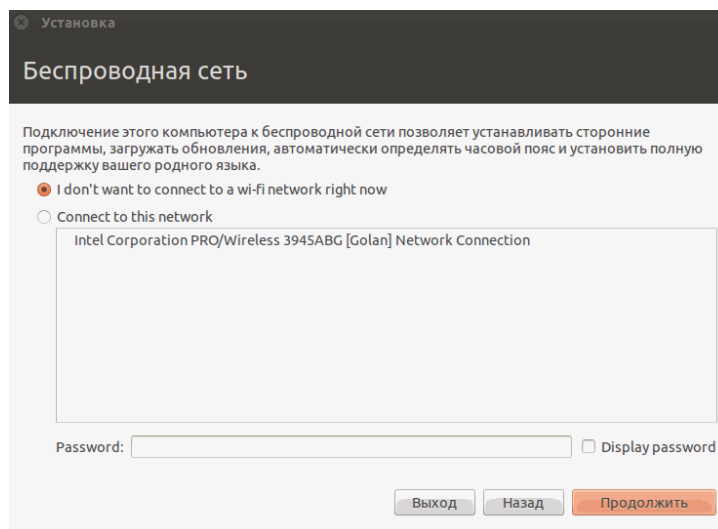 Установка
Беспроводная сеть
Подключение этого компьютера к беспроводной сети позволяет устанавливать сторонние
программы, загружать обновления, автоматически определять часовой пояс и установить полную
поддержку вашего родного языка.
I don't want to connect to a wi-fi network right now
Connect to this network
Intel Corporation PRO/Wireless 3945ABG [Golan] Network Connection
Password: Display password
Выход Назад Продолжить